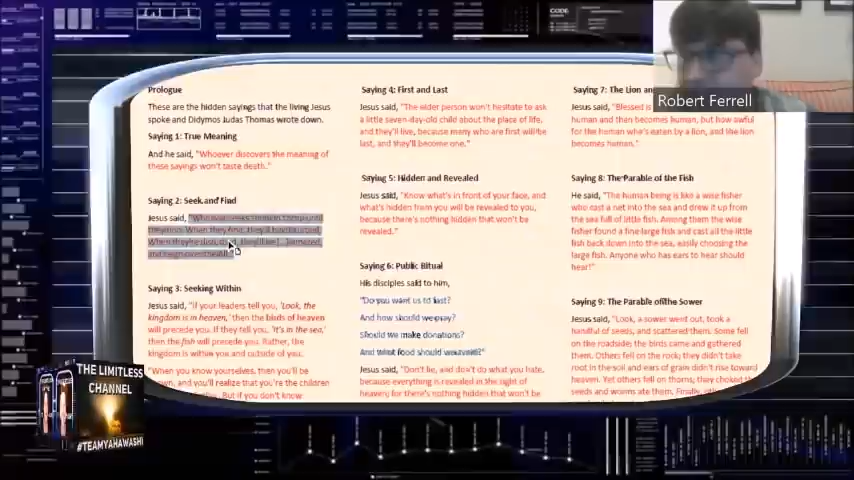 CODE:
Robert Ferrell
Prologue
These are the hidden sayings that the living Jesus
spoke and Didymos Judas Thomas wrote down.
Saying 1: True Meaning
And he said, "Whoever discovers the meaning of
these sayings won't taste death."
Saying 2: Seek and Find
Jesus said,
Saying 3: Seeking Within
Jesus said, "If your leaders tell you, 'Look, the
kingdom is in heaven,' then the birds of heaven
will precede you. If they tell you, 'It's in the sea,'
then the fish will precede you. Rather, the
kingdom is within you and outside of you.
"When you know yourselves, then you'll be
and you'll realize that you're the children
But if you don't know
Saying 4: First and Last
Jesus said, "The elder person won't hesitate to ask
a little seven-day-old child about the place of life,
and they'll live, because many who are first will be
last, and they'll become one."
Saying 5: Hidden and Revealed
Jesus said, "Know what's in front of your face, and
what's hidden from you will be revealed to you,
because there's nothing hidden that won't be
revealed."
Saying 6: Public Ritual
His disciples said to him,
"Do you want us to fast?
And how should we pray?
Should we make donations?
And what food should we avoid?"
Jesus said, "Don't lie, and don't do what you hate,
because everything is revealed in the sight of
heaven; for there's nothing hidden that won't be
Saying 7: The Lion and
Jesus said, "Blessed is
human and then becomes human, but how awful
for the human who's eaten by a lion, and the lion
becomes human."
Saying 8: The Parable of the Fish
He said, "The human being is like a wise fisher
who cast a net into the sea and drew it up from
the sea full of little fish. Among them the wise
fisher found a fine large fish and cast all the little
fish back down into the sea, easily choosing the
large fish. Anyone who has ears to hear should
hear!"
Saying 9: The Parable of the Sower
Jesus said, "Look, a sower went out, took a
handful of seeds, and scattered them. Some fell
on the roadside; the birds came and gathered
them. Others fell on the rock; they didn't take
root in the soil and ears of grain didn't rise toward
heaven. Yet others fell on thorns; they choked the
seeds and worms ate them. Finally,
THE LIMITLESS
CHANNEL
#TEAMYAHAWASHI